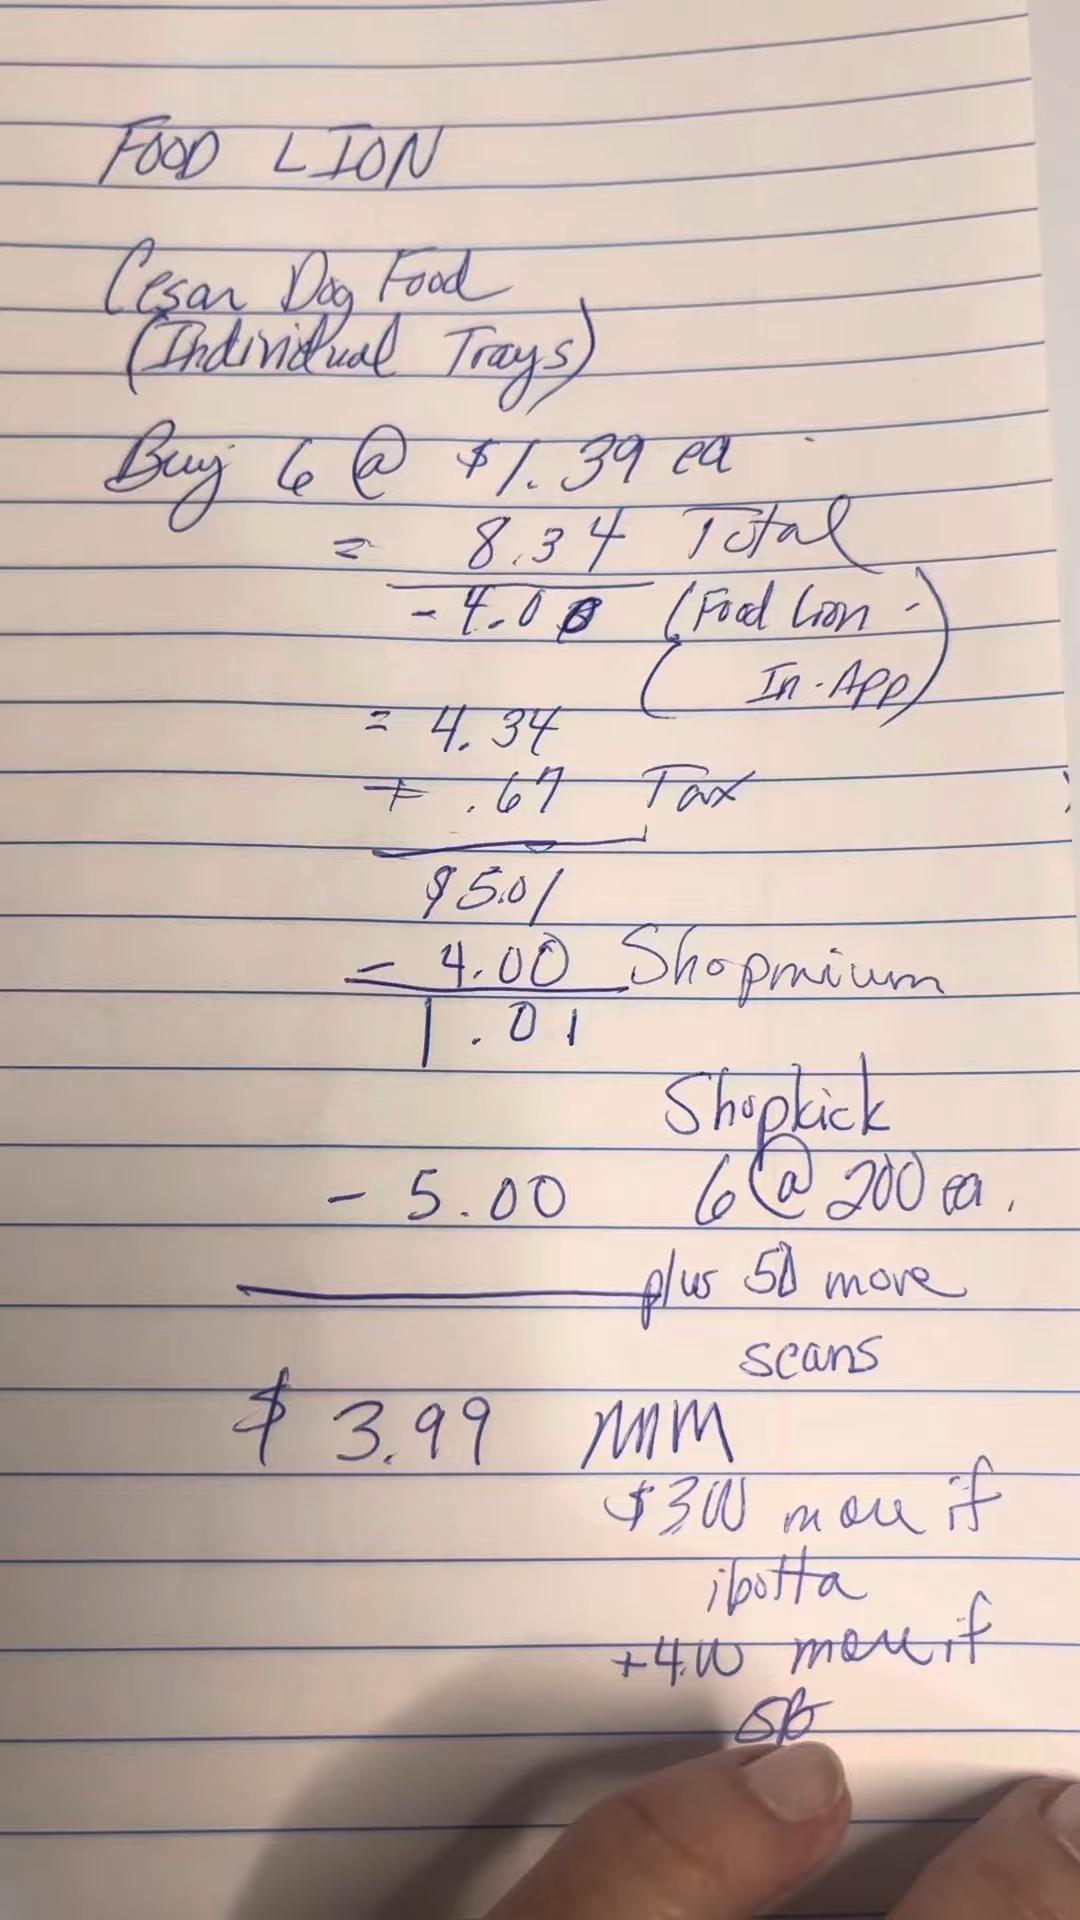 FOOD LION
Cesar Dog Food
(Individual Trays)
Buy 6 @ $1.39 ea
= 8.34 Total
- 4.00 (Food Lion -
In-App)
= 4.34
+ .67 Tax
$5.01
- 4.00 Shopmium
1.01
Shopkick
- 5.00 6 @ 200 ea.
plus 50 more
scans
$ 3.99 MM
$3.00 more if
ibotta
+4.00 more if
SB